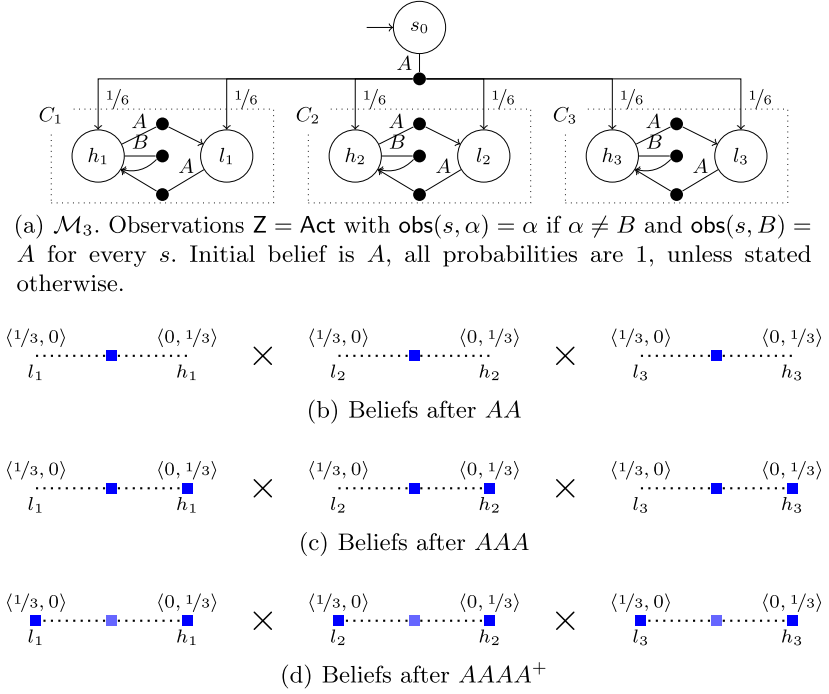 s₀
A
1/6 1/6 1/6 1/6 1/6 1/6
C₁ C₂ C₃
A A A
B B B
h₁ A l₁ h₂ A l₂ h₃ A l₃
(a) ℳ₃. Observations Z = Act with obs(s, α) = α if α ≠ B and obs(s, B) =
A for every s. Initial belief is A, all probabilities are 1, unless stated
otherwise.
⟨1/3, 0⟩ ⟨0, 1/3⟩ ⟨1/3, 0⟩ ⟨0, 1/3⟩ ⟨1/3, 0⟩ ⟨0, 1/3⟩
× ×
l₁ h₁ l₂ h₂ l₃ h₃
(b) Beliefs after AA
⟨1/3, 0⟩ ⟨0, 1/3⟩ ⟨1/3, 0⟩ ⟨0, 1/3⟩ ⟨1/3, 0⟩ ⟨0, 1/3⟩
× ×
l₁ h₁ l₂ h₂ l₃ h₃
(c) Beliefs after AAA
⟨1/3, 0⟩ ⟨0, 1/3⟩ ⟨1/3, 0⟩ ⟨0, 1/3⟩ ⟨1/3, 0⟩ ⟨0, 1/3⟩
× ×
l₁ h₁ l₂ h₂ l₃ h₃
(d) Beliefs after AAAA⁺